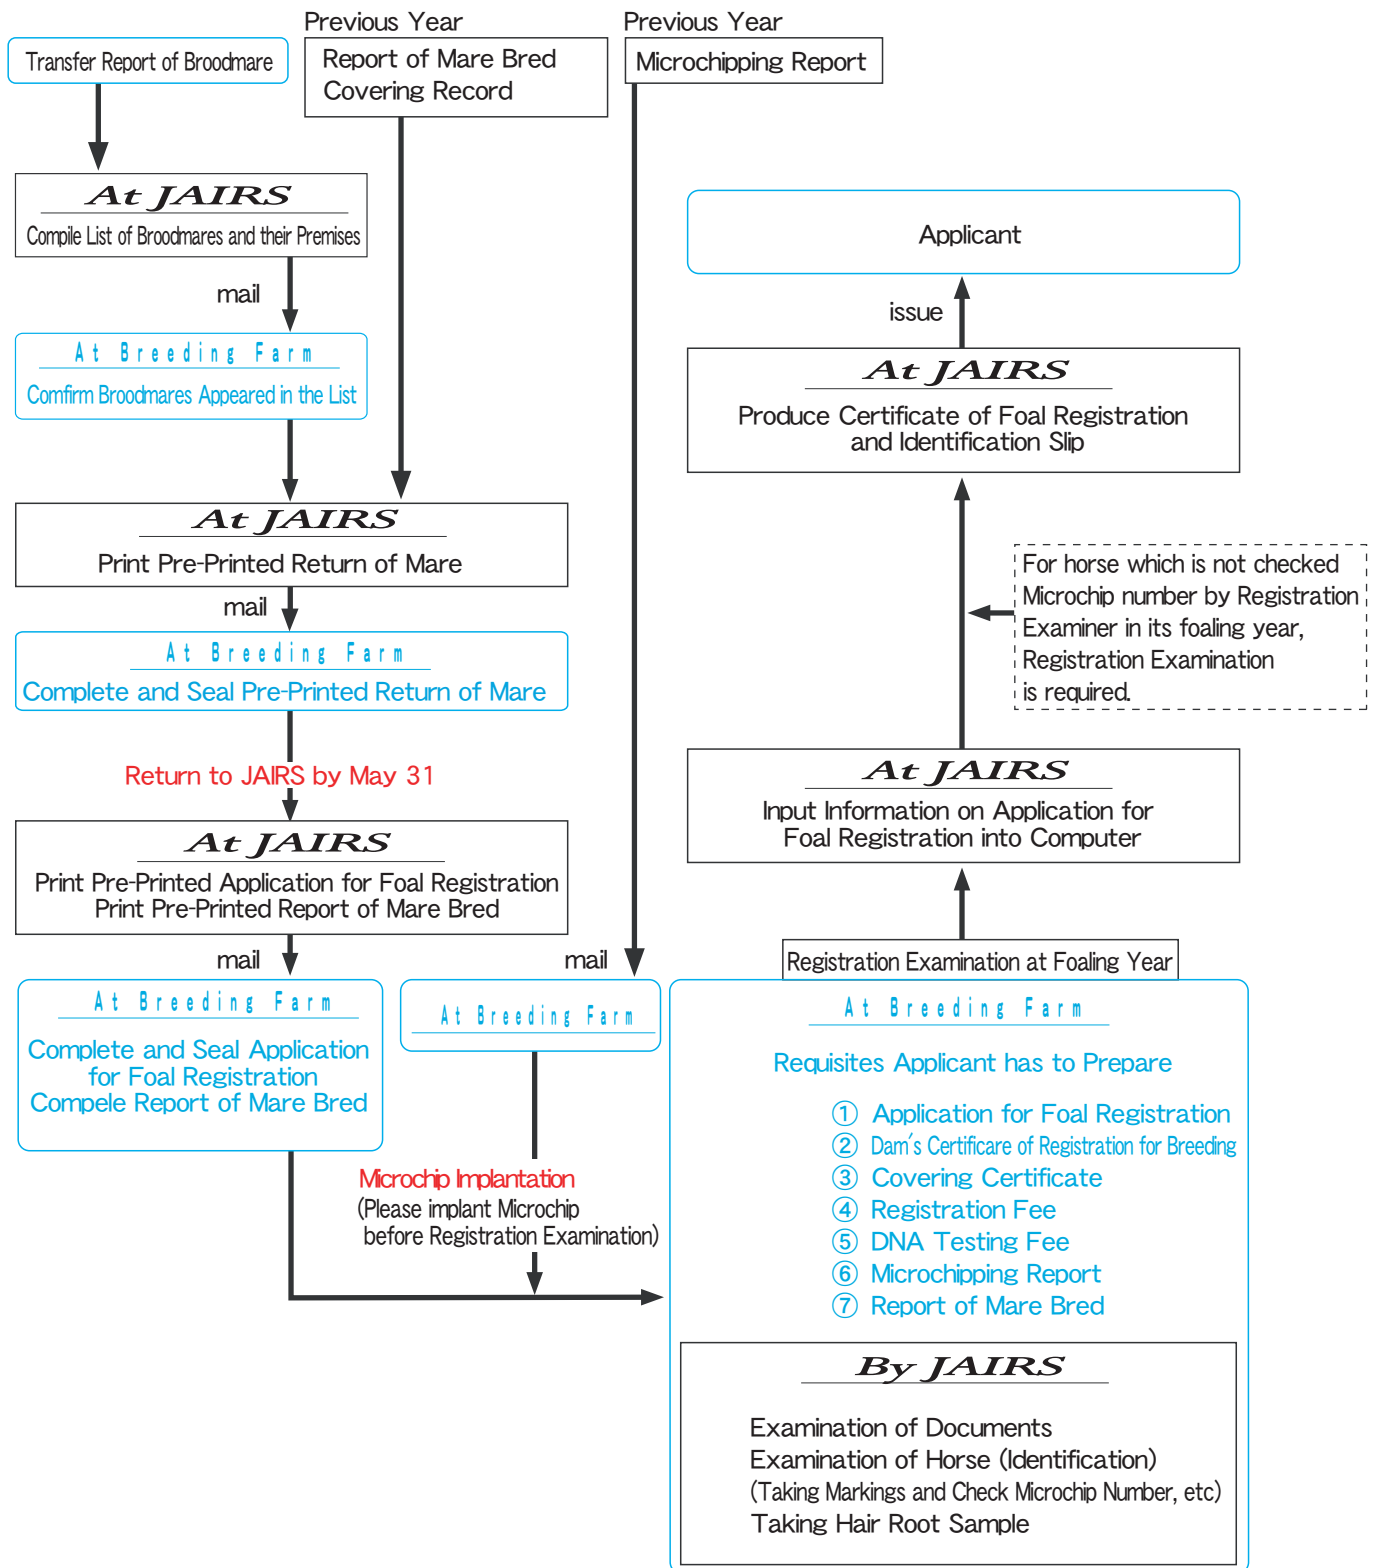 Transfer Report of Broodmare
Previous Year
Report of Mare Bred
Covering Record
Previous Year
Microchipping Report
At JAIRS
Compile List of Broodmares and their Premises
mail
At Breeding Farm
Comfirm Broodmares Appeared in the List
At JAIRS
Print Pre-Printed Return of Mare
mail
At Breeding Farm
Complete and Seal Pre-Printed Return of Mare
Return to JAIRS by May 31
At JAIRS
Print Pre-Printed Application for Foal Registration
Print Pre-Printed Report of Mare Bred
mail
At Breeding Farm
Complete and Seal Application
for Foal Registration
Compele Report of Mare Bred
mail
At Breeding Farm
Microchip Implantation
(Please implant Microchip
before Registration Examination)
Applicant
issue
At JAIRS
Produce Certificate of Foal Registration
and Identification Slip
For horse which is not checked
Microchip number by Registration
Examiner in its foaling year,
Registration Examination
is required.
At JAIRS
Input Information on Application for
Foal Registration into Computer
Registration Examination at Foaling Year
At Breeding Farm
Requisites Applicant has to Prepare
① Application for Foal Registration
② Dam's Certificare of Registration for Breeding
③ Covering Certificate
④ Registration Fee
⑤ DNA Testing Fee
⑥ Microchipping Report
⑦ Report of Mare Bred
By JAIRS
Examination of Documents
Examination of Horse (Identification)
(Taking Markings and Check Microchip Number, etc)
Taking Hair Root Sample